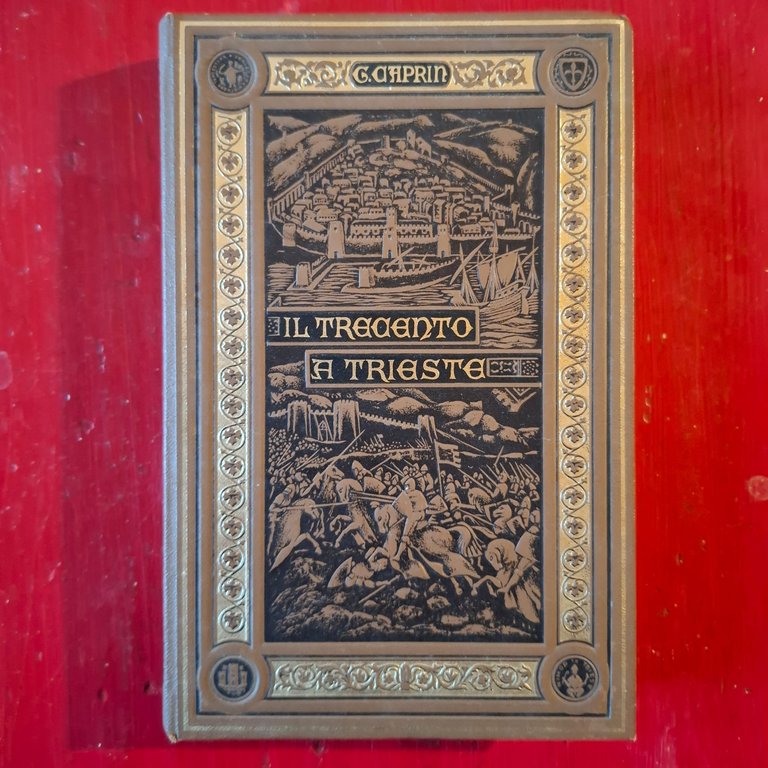 G. CAPRIN
IL TRECENTO
A TRIESTE